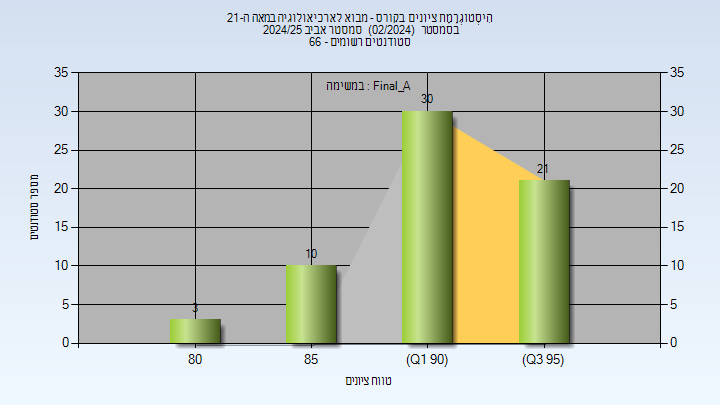 הִיסְטוֹגְרָמַת ציונים בקורס - מבוא לארכיאולוגיה במאה ה-21
בסמסטר (02/2024) סמסטר אביב 2024/25
סטודנטים רשומים - 66
במשימה : Final_A
35 35
30 30 30
25 25
20 21 20
15 15
10 10 10
5 3 5
0 0
80 85 (Q1 90) (Q3 95)
מספר סטודנטים
טווח ציונים